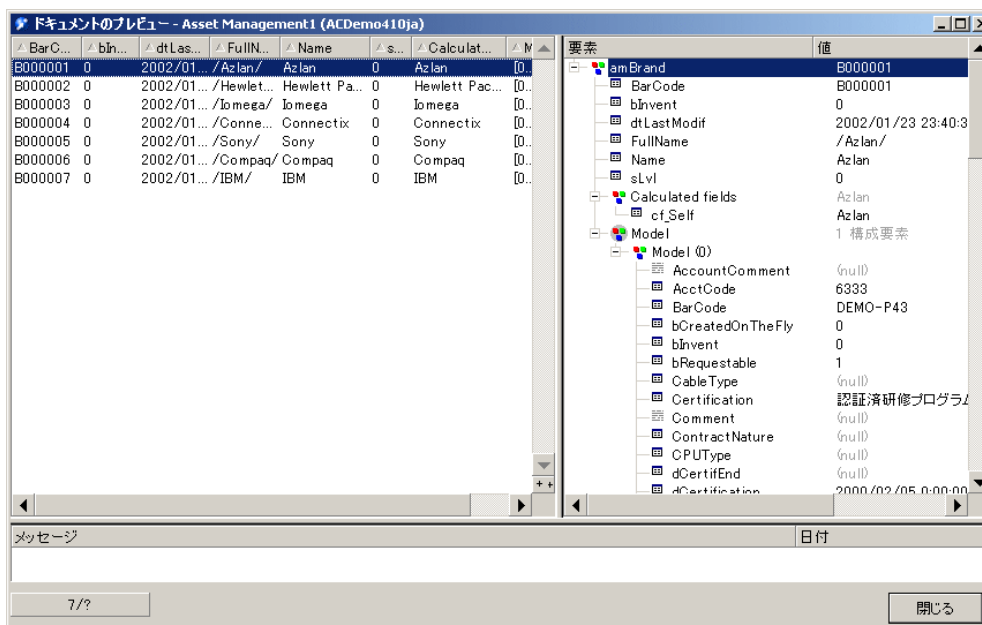 ドキュメントのプレビュー - Asset Management1 (ACDemo410ja)
BarC... bIn... dtLas... FullN... Name s... Calculat... M
B000001 0 2002/01... /Azlan/ Azlan 0 Azlan [0..
B000002 0 2002/01... /Hewlet... Hewlett Pa... 0 Hewlett Pac... [0..
B000003 0 2002/01... /Iomega/ Iomega 0 Iomega [0..
B000004 0 2002/01... /Conne... Connectix 0 Connectix [0..
B000005 0 2002/01... /Sony/ Sony 0 Sony [0..
B000006 0 2002/01... /Compaq/ Compaq 0 Compaq [0..
B000007 0 2002/01... /IBM/ IBM 0 IBM [0..
要素 値
amBrand B000001
BarCode B000001
bInvent 0
dtLastModif 2002/01/23 23:40:3
FullName /Azlan/
Name Azlan
sLvl 0
Calculated fields Azlan
cf_Self Azlan
Model 1 構成要素
Model (0)
AccountComment (null)
AcctCode 6333
BarCode DEMO-P43
bCreatedOnTheFly 0
bInvent 0
bRequestable 1
CableType (null)
Certification 認証済研修プログラム
Comment (null)
ContractNature (null)
CPUType (null)
dCertifEnd (null)
dCertification 2000/02/05 0:00:00
メッセージ 日付
7/?
閉じる